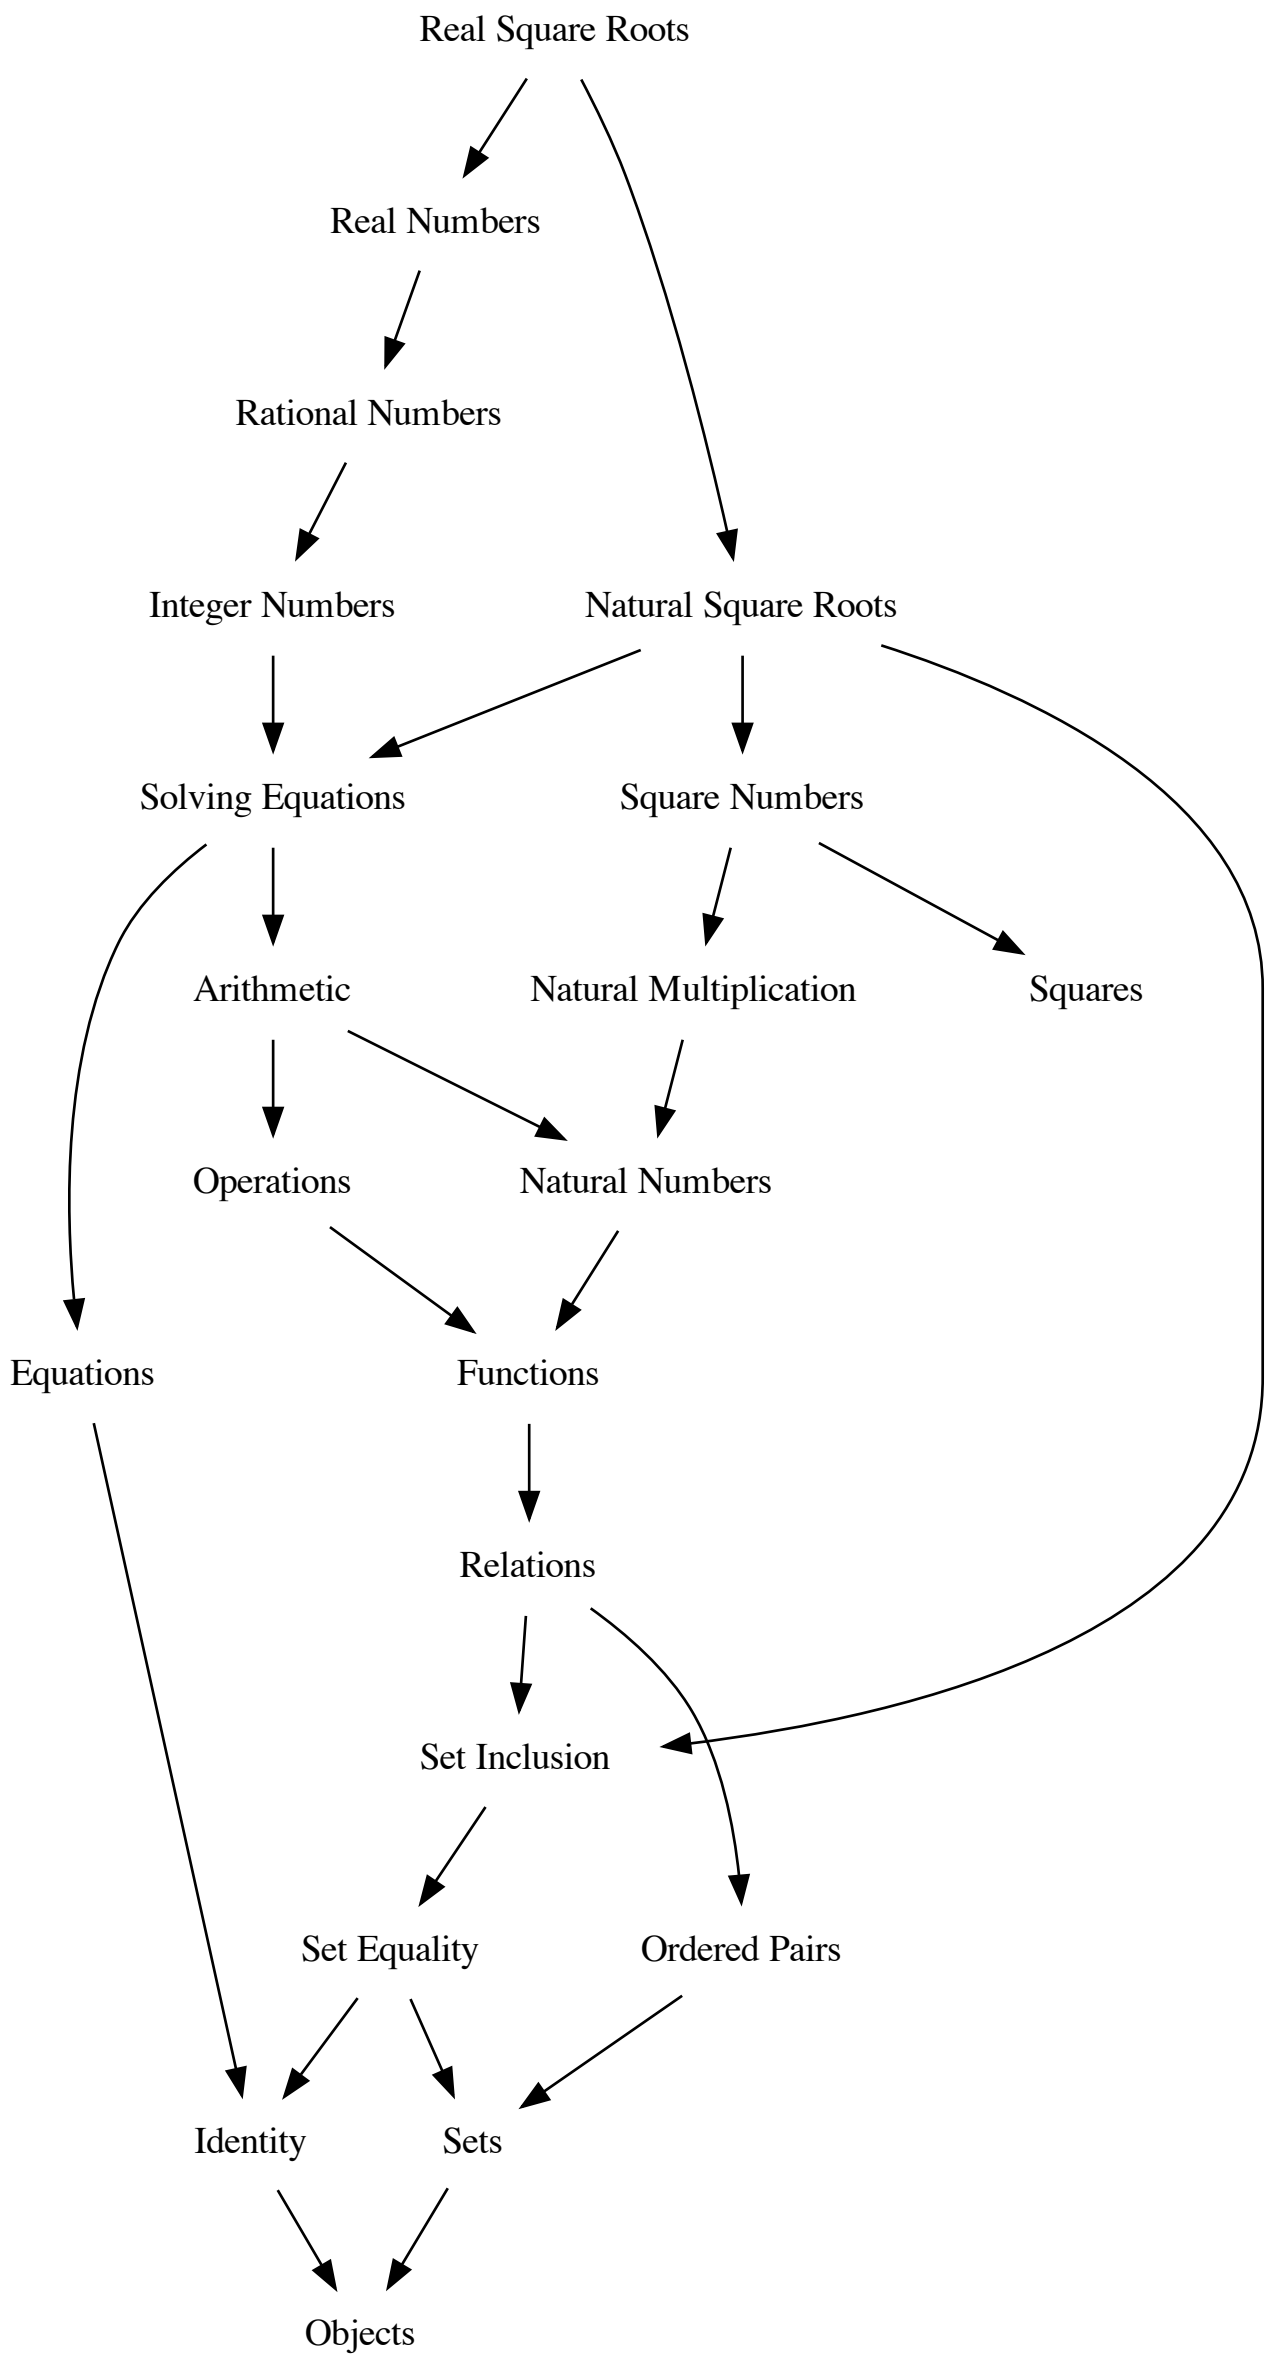 Real Square Roots
Real Numbers
Rational Numbers
Integer Numbers
Natural Square Roots
Solving Equations
Square Numbers
Arithmetic
Natural Multiplication
Squares
Operations
Natural Numbers
Equations
Functions
Relations
Set Inclusion
Set Equality
Ordered Pairs
Identity
Sets
Objects